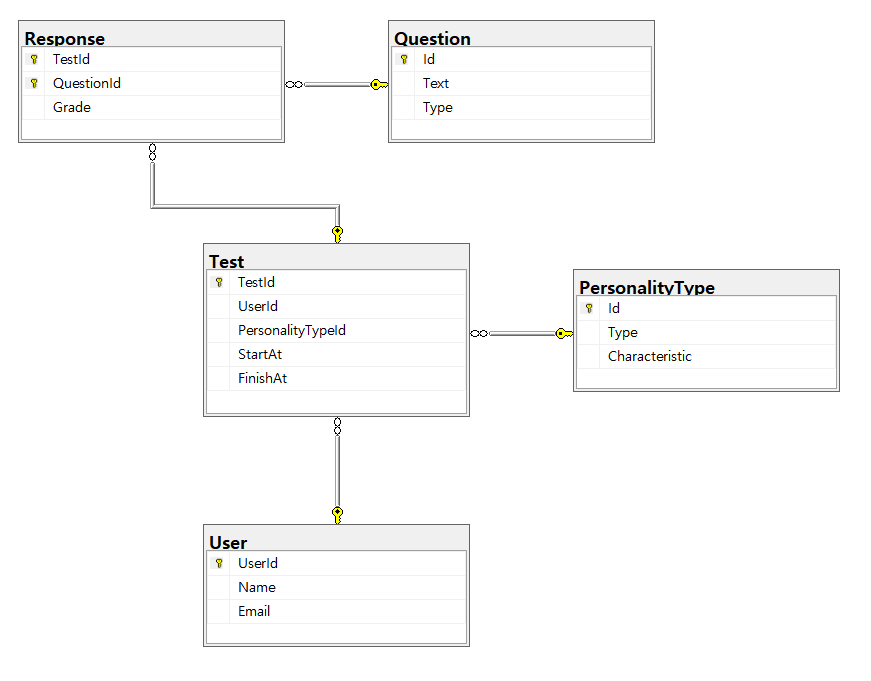 Response
TestId
QuestionId
Grade
Question
Id
Text
Type
Test
TestId
UserId
PersonalityTypeId
StartAt
FinishAt
PersonalityType
Id
Type
Characteristic
User
UserId
Name
Email